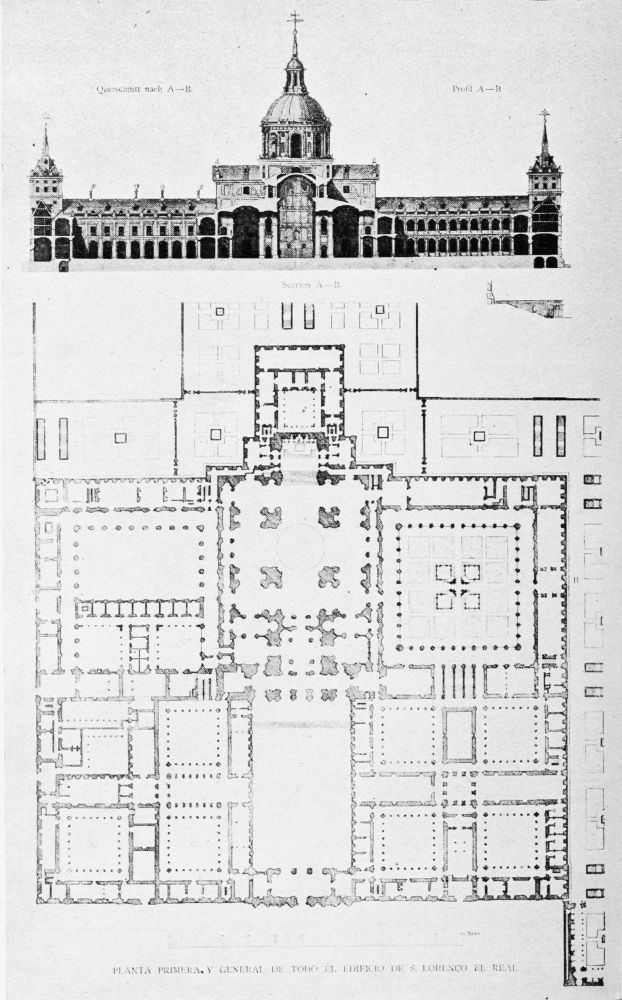 Querschnitt nach A—B.
Profil A—B.
Seccion A—B.
PLANTA PRIMERA, Y GENERAL DE TODO EL EDIFICIO DE S. LORENÇO EL REAL